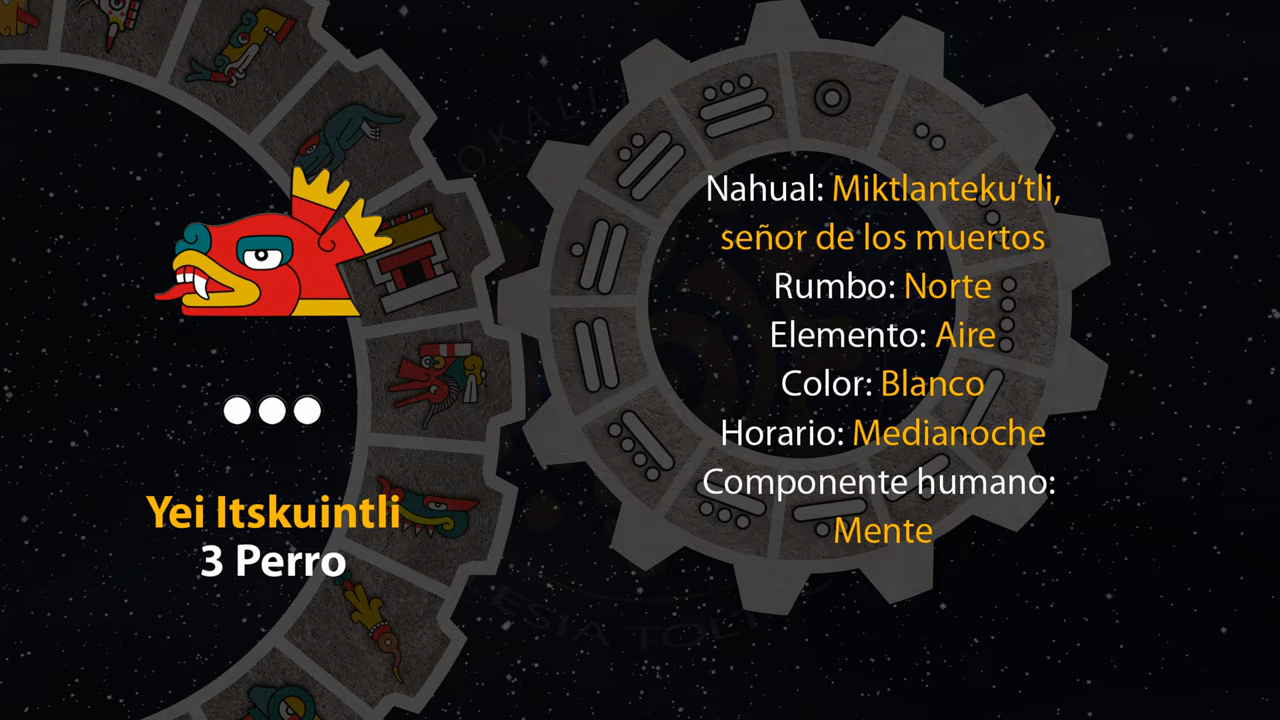 Yei Itskuintli
3 Perro
Nahual: Miktlanteku’tli,
señor de los muertos
Rumbo: Norte
Elemento: Aire
Color: Blanco
Horario: Medianoche
Componente humano:
Mente